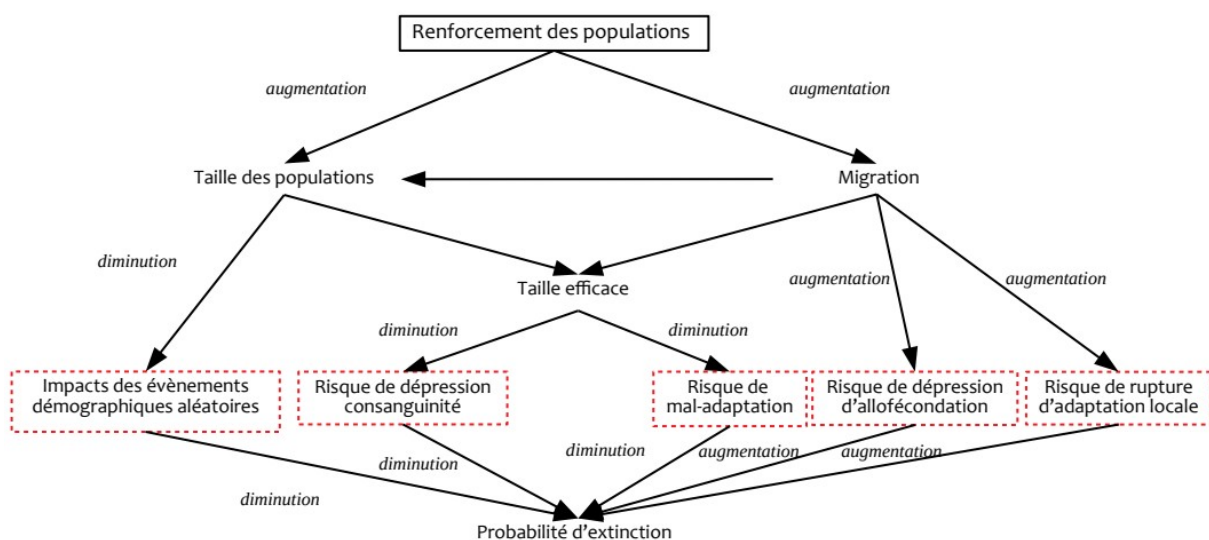 Renforcement des populations
augmentation
augmentation
Taille des populations
Migration
diminution
Taille efficace
augmentation
augmentation
diminution
diminution
Impacts des évènements
démographiques aléatoires
Risque de dépression
consanguinité
Risque de
mal-adaptation
Risque de dépression
d'allofécondation
Risque de rupture
d'adaptation locale
diminution
diminution
diminution
augmentation
augmentation
Probabilité d'extinction